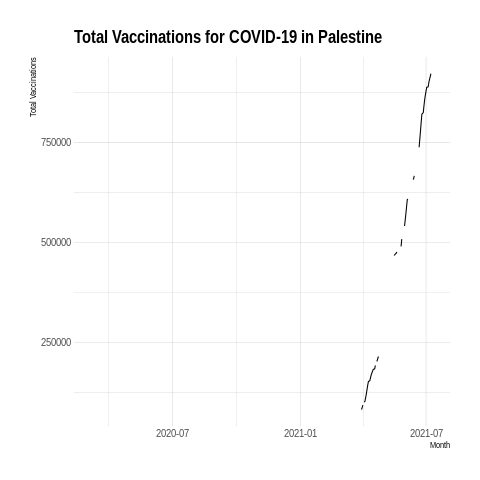 Total Vaccinations for COVID-19 in Palestine
Total Vaccinations
750000
500000
250000
2020-07 2021-01 2021-07
Month